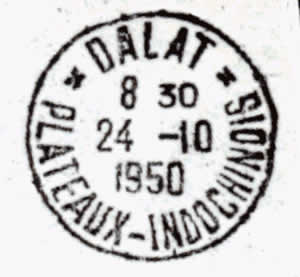 * DALAT *
8 30
24 -10
1950
PLATEAUX-INDOCHINOIS